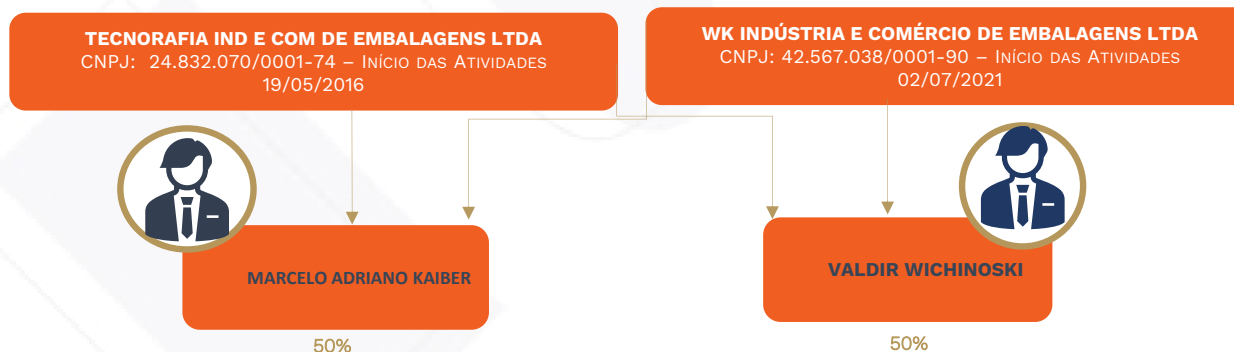 TECNORAFIA IND E COM DE EMBALAGENS LTDA
CNPJ: 24.832.070/0001-74 – INÍCIO DAS ATIVIDADES
19/05/2016
WK INDÚSTRIA E COMÉRCIO DE EMBALAGENS LTDA
CNPJ: 42.567.038/0001-90 – INÍCIO DAS ATIVIDADES
02/07/2021
MARCELO ADRIANO KAIBER
50%
VALDIR WICHINOSKI
50%